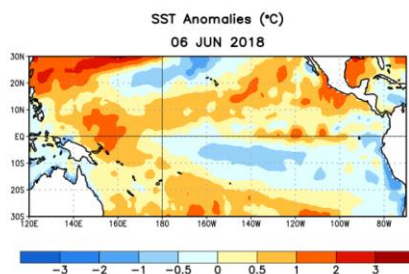 SST Anomalies (°C)
06 JUN 2018
30N
20N
10N
EQ
10S
20S
30S
120E 140E 160E 180 160W 140W 120W 100W 80W
-3 -2 -1 -0.5 0 0.5 1 2 3